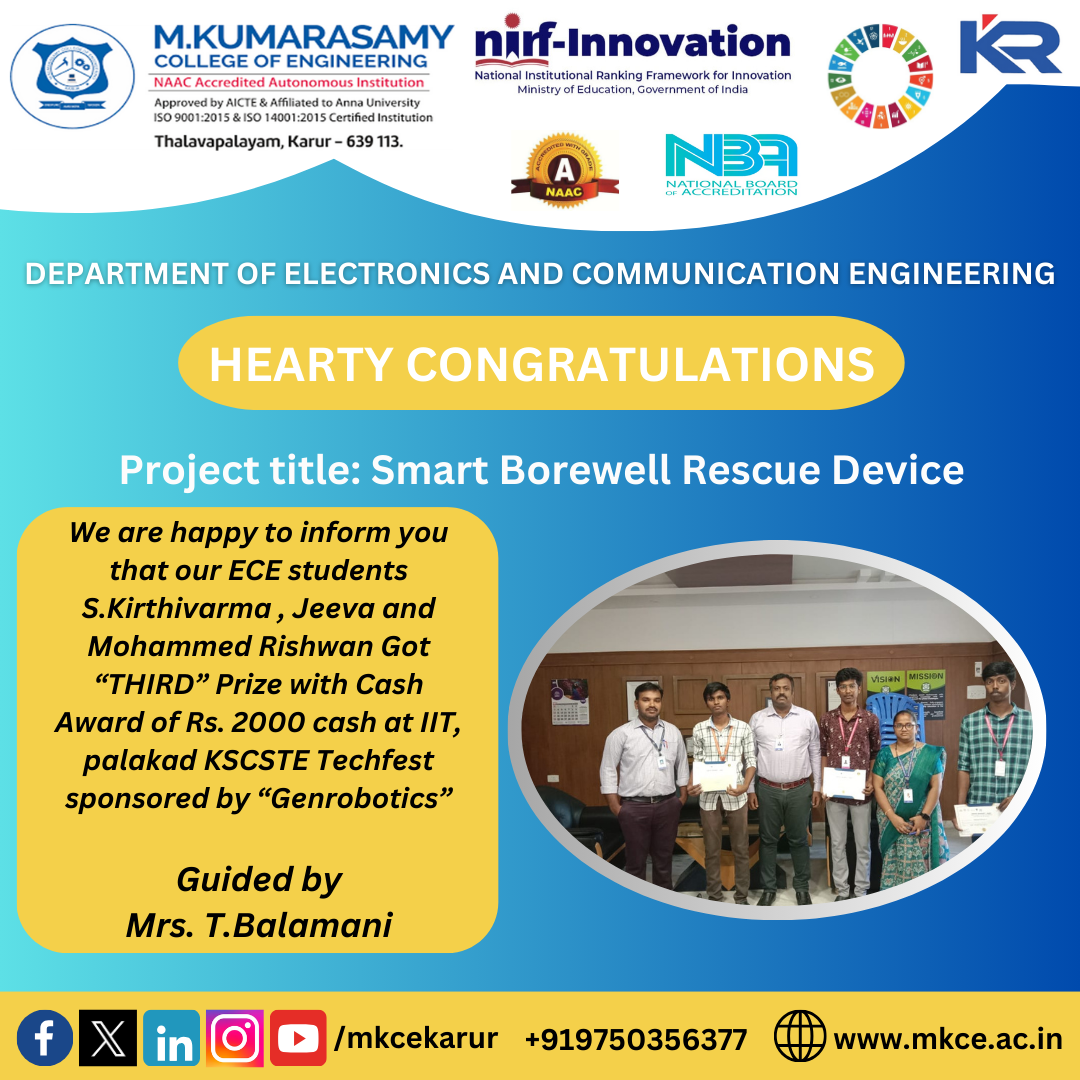 M.KUMARASAMY
COLLEGE OF ENGINEERING
NAAC Accredited Autonomous Institution
Approved by AICTE & Affiliated to Anna University
ISO 9001:2015 & ISO 14001:2015 Certified Institution
Thalavapalayam, Karur – 639 113.
nirf-Innovation
National Institutional Ranking Framework for Innovation
Ministry of Education, Government of India
KR
ACCREDITED WITH GRADE
A
NAAC
NBA
NATIONAL BOARD
OF ACCREDITATION
DEPARTMENT OF ELECTRONICS AND COMMUNICATION ENGINEERING
HEARTY CONGRATULATIONS
Project title: Smart Borewell Rescue Device
We are happy to inform you
that our ECE students
S.Kirthivarma , Jeeva and
Mohammed Rishwan Got
“THIRD” Prize with Cash
Award of Rs. 2000 cash at IIT,
palakad KSCSTE Techfest
sponsored by “Genrobotics”
Guided by
Mrs. T.Balamani
VISION
MISSION
/mkcekarur
+919750356377
www.mkce.ac.in